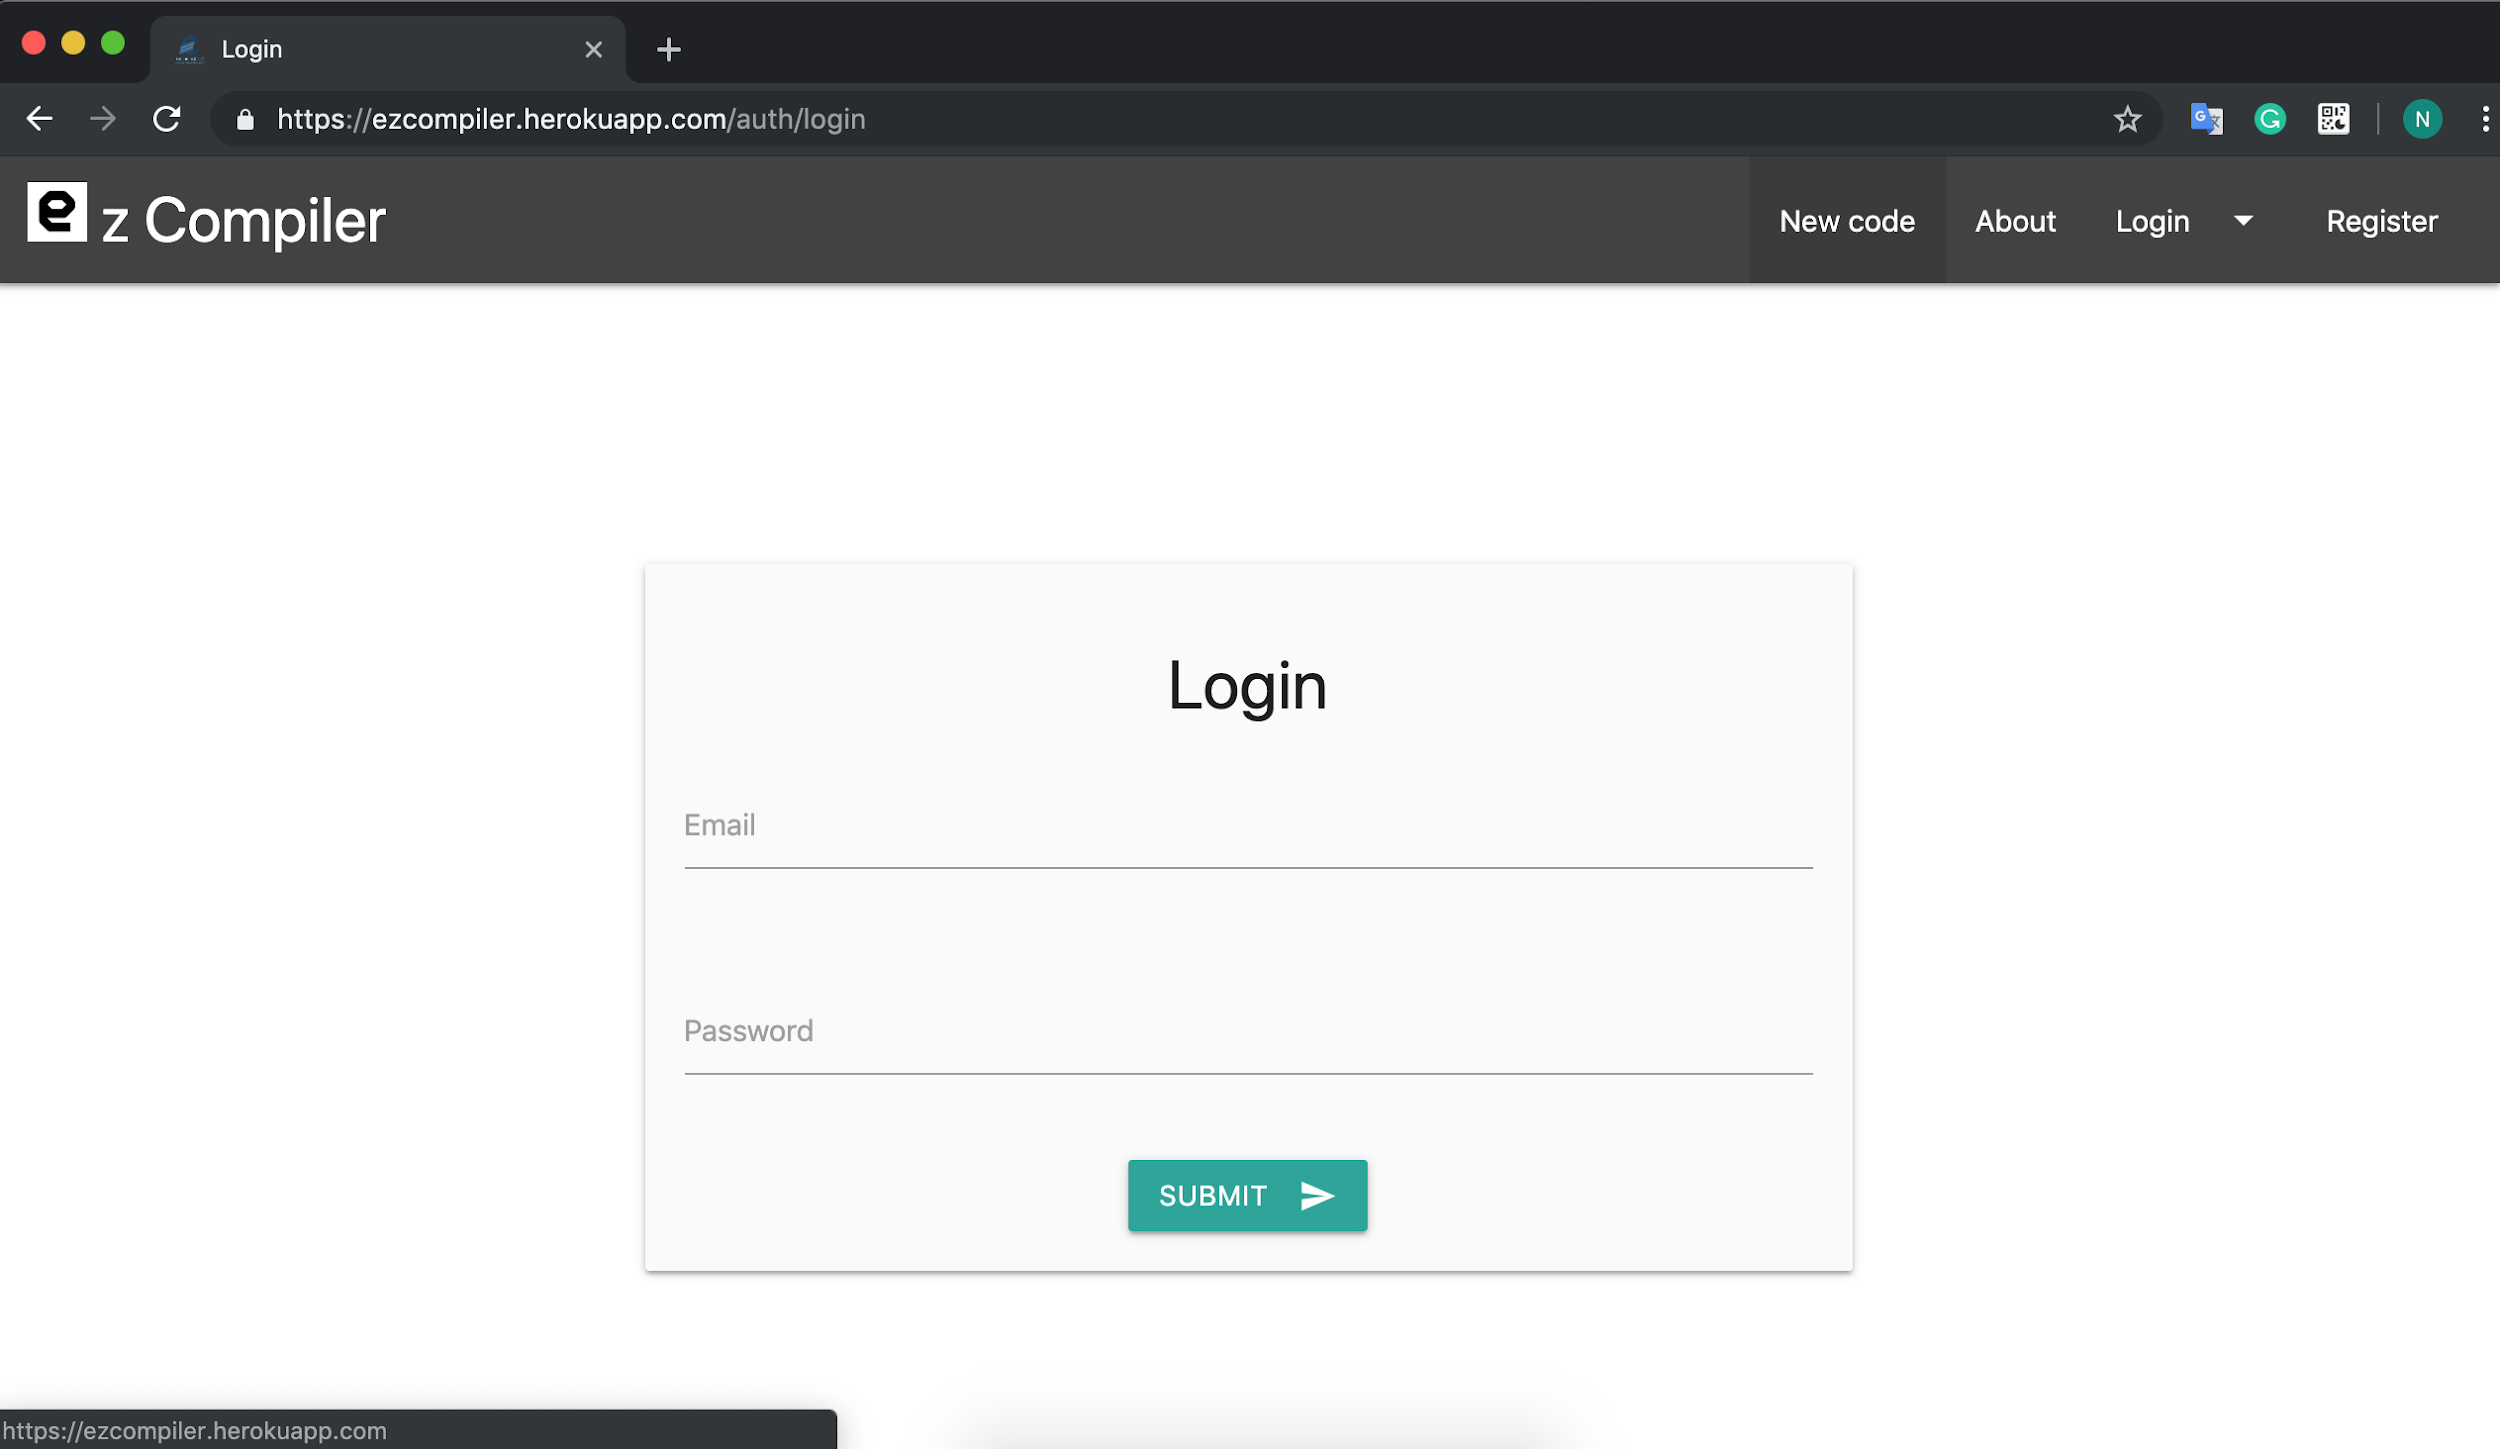 Login
https://ezcompiler.herokuapp.com/auth/login
N
e z Compiler
New code About Login Register
Login
Email
Password
SUBMIT
https://ezcompiler.herokuapp.com